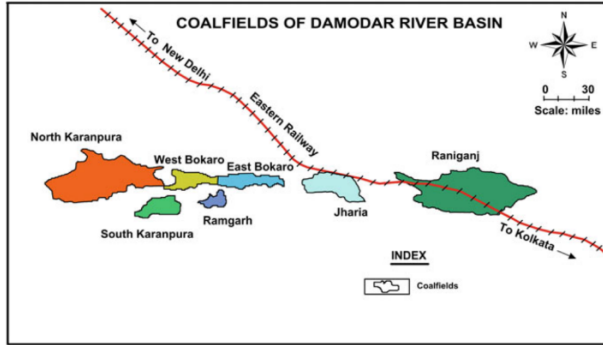 COALFIELDS OF DAMODAR RIVER BASIN
N
W E
S
0 30
Scale: miles
To New Delhi
Eastern Railway
North Karanpura
West Bokaro
East Bokaro
Raniganj
Ramgarh
Jharia
South Karanpura
To Kolkata
INDEX
Coalfields